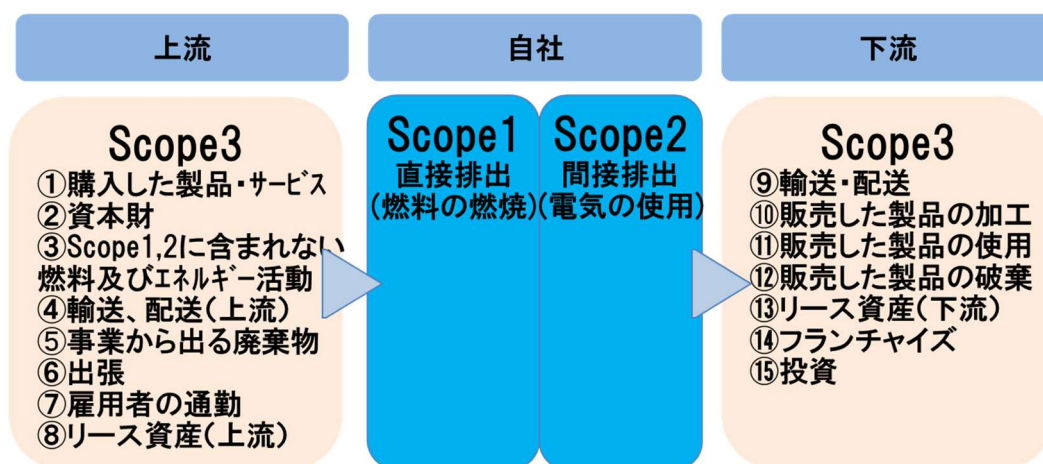 上流
自社
下流
Scope3
①購入した製品・サービス
②資本財
③Scope1,2に含まれない
燃料及びエネルギー活動
④輸送、配送(上流)
⑤事業から出る廃棄物
⑥出張
⑦雇用者の通勤
⑧リース資産(上流)
Scope1
直接排出
(燃料の燃焼)
Scope2
間接排出
(電気の使用)
Scope3
⑨輸送・配送
⑩販売した製品の加工
⑪販売した製品の使用
⑫販売した製品の破棄
⑬リース資産(下流)
⑭フランチャイズ
⑮投資